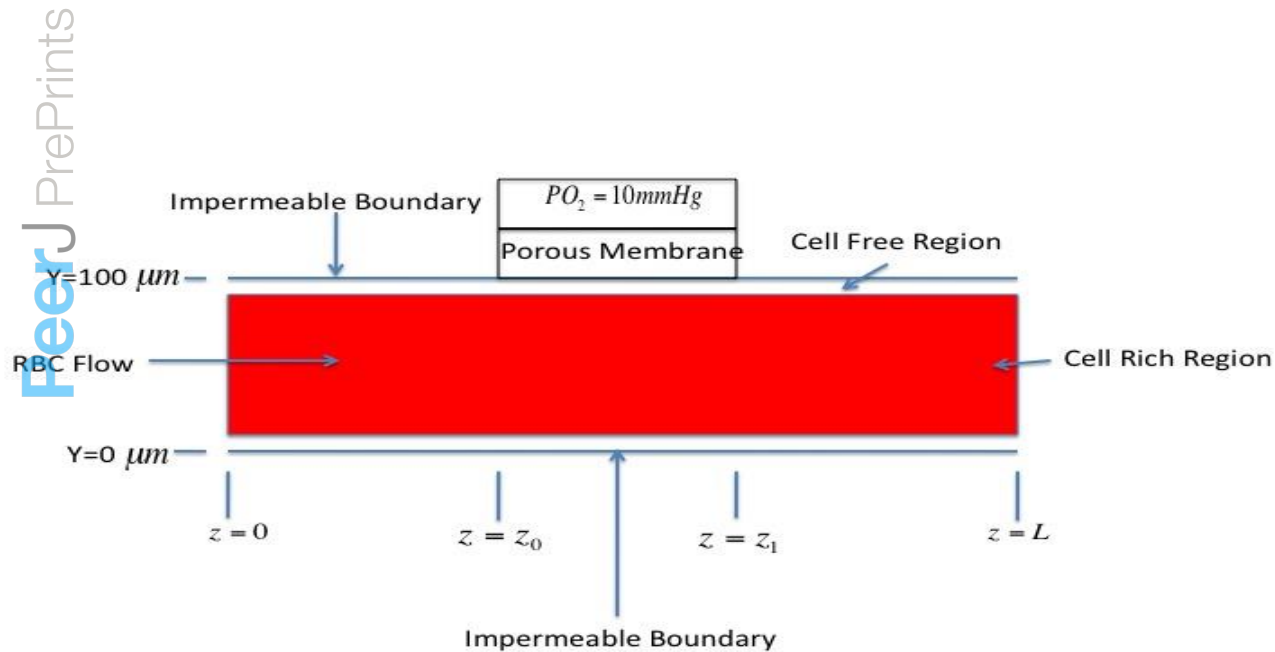 PeerJ PrePrints
PO₂ = 10mmHg
Impermeable Boundary
Porous Membrane
Cell Free Region
Y=100 μm
RBC Flow
Cell Rich Region
Y=0 μm
z = 0
z = z₀
z = z₁
z = L
Impermeable Boundary